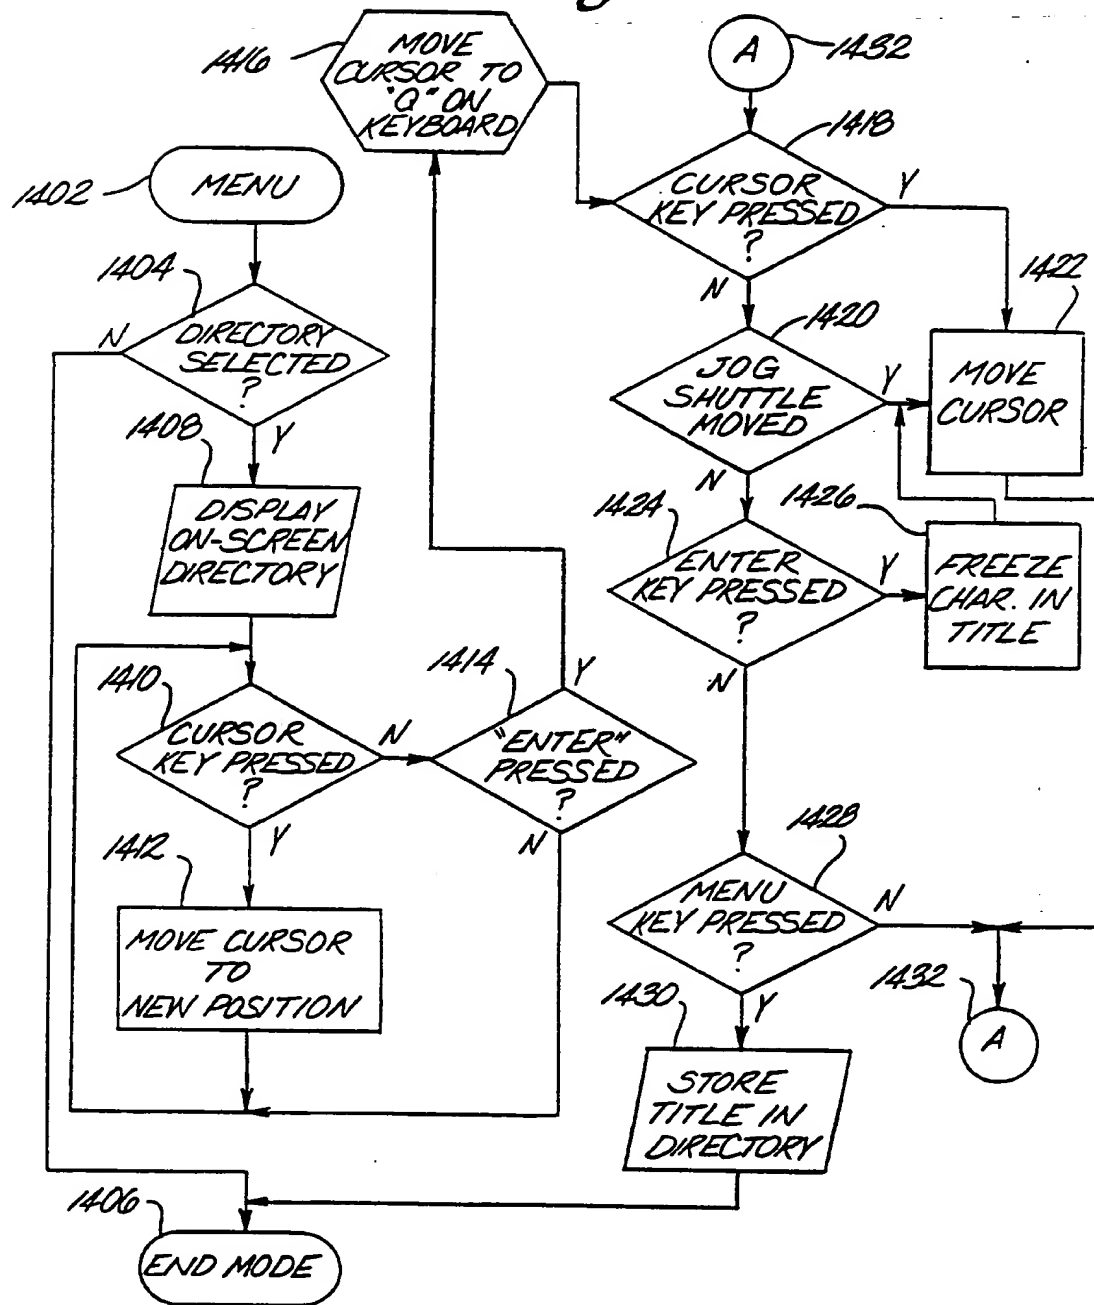 1416
MOVE
CURSOR TO
"Q" ON
KEYBOARD
A
1432
1402
MENU
1418
CURSOR
KEY PRESSED
?
Y
N
1404
DIRECTORY
SELECTED
?
N
Y
1422
MOVE
CURSOR
1420
JOG
SHUTTLE
MOVED
Y
N
1408
DISPLAY
ON-SCREEN
DIRECTORY
1424
ENTER
KEY PRESSED
?
Y
N
1426
FREEZE
CHAR. IN
TITLE
1410
CURSOR
KEY PRESSED
?
N
Y
1414
"ENTER"
PRESSED
?
Y
N
1412
MOVE CURSOR
TO
NEW POSITION
1428
MENU
KEY PRESSED
?
N
Y
1432
A
1430
STORE
TITLE IN
DIRECTORY
1406
END MODE